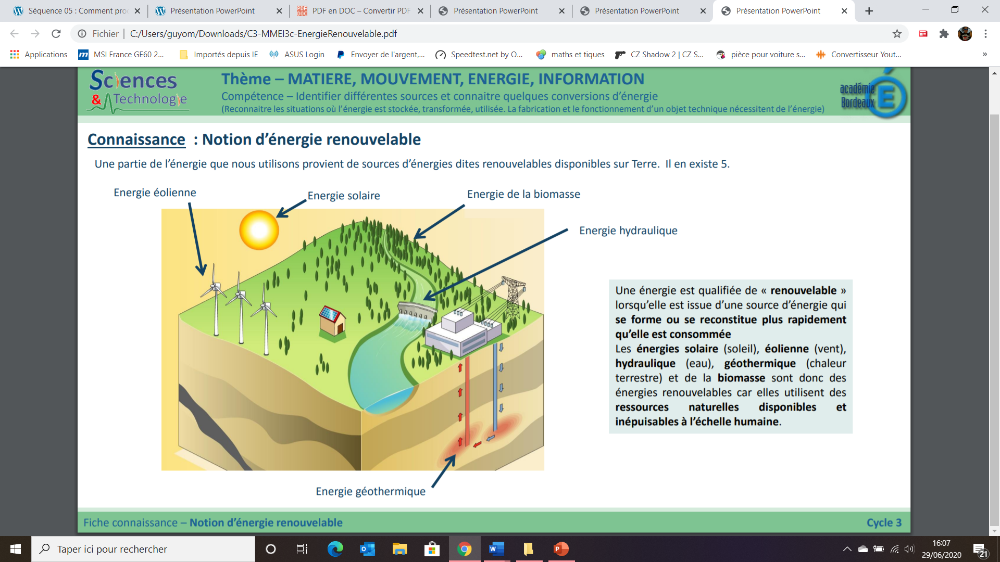 Séquence 05 : Comment pro
Présentation PowerPoint
PDF en DOC – Convertir PDF
Présentation PowerPoint
Présentation PowerPoint
Présentation PowerPoint
Fichier | C:/Users/guyom/Downloads/C3-MMEI3c-EnergieRenouvelable.pdf
Applications
MSI France GE60 2...
Importés depuis IE
ASUS Login
Envoyer de l'argent,...
Speedtest.net by O...
maths et tiques
CZ Shadow 2 | CZ S...
pièce pour voiture s...
Convertisseur Yout...
»
Sciences
& Technologie
Thème – MATIERE, MOUVEMENT, ENERGIE, INFORMATION
Compétence – Identifier différentes sources et connaitre quelques conversions d'énergie
(Reconnaitre les situations où l'énergie est stockée, transformée, utilisée. La fabrication et le fonctionnement d'un objet technique nécessitent de l'énergie)
académie
Bordeaux
É
Connaissance : Notion d'énergie renouvelable
Une partie de l'énergie que nous utilisons provient de sources d'énergies dites renouvelables disponibles sur Terre. Il en existe 5.
Energie éolienne
Energie solaire
Energie de la biomasse
Energie hydraulique
Une énergie est qualifiée de « renouvelable »
lorsqu'elle est issue d'une source d'énergie qui
se forme ou se reconstitue plus rapidement
qu'elle est consommée
Les énergies solaire (soleil), éolienne (vent),
hydraulique (eau), géothermique (chaleur
terrestre) et de la biomasse sont donc des
énergies renouvelables car elles utilisent des
ressources naturelles disponibles et
inépuisables à l'échelle humaine.
Energie géothermique
Fiche connaissance – Notion d'énergie renouvelable
Cycle 3
Taper ici pour rechercher
16:07
29/06/2020
21